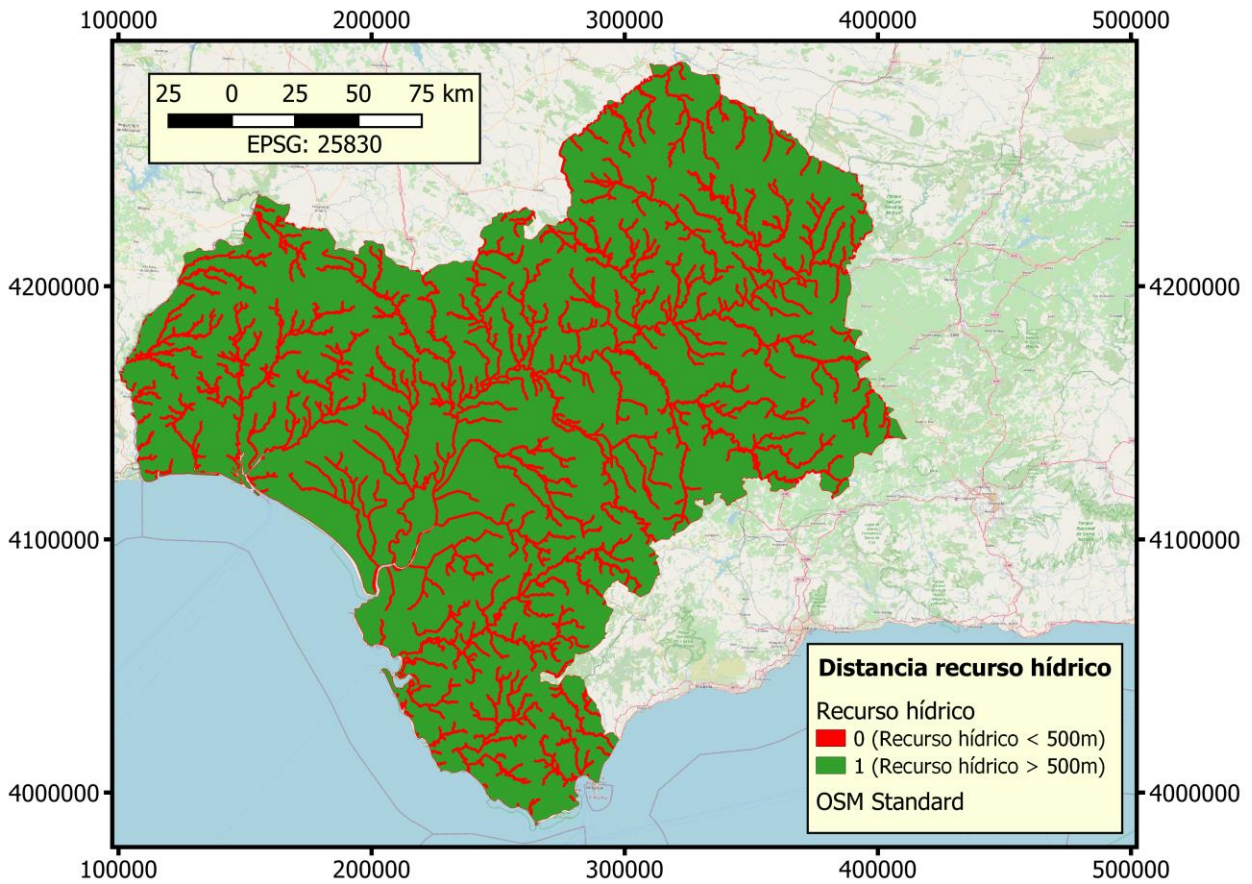 100000 200000 300000 400000 500000
25 0 25 50 75 km
EPSG: 25830
4200000 4200000
4100000 4100000
4000000 4000000
Distancia recurso hídrico
Recurso hídrico
0 (Recurso hídrico < 500m)
1 (Recurso hídrico > 500m)
OSM Standard
100000 200000 300000 400000 500000